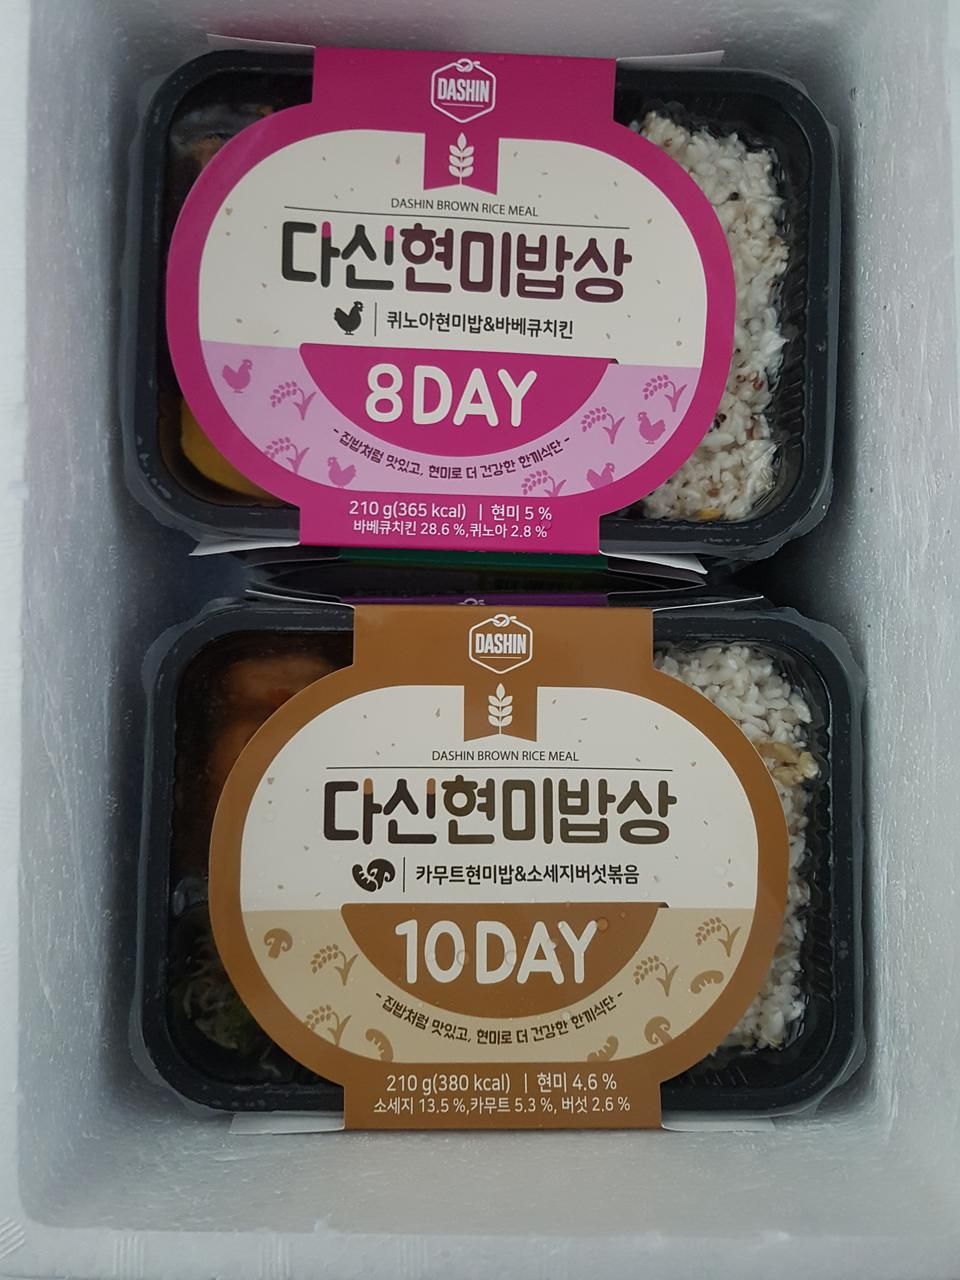 DASHIN
DASHIN BROWN RICE MEAL
다신현미밥상
퀴노아현미밥&바베큐치킨
8DAY
- 집밥처럼 맛있고, 현미로 더 건강한 한끼식단 -
210 g(365 kcal) | 현미 5 %
바베큐치킨 28.6 %,퀴노아 2.8 %
DASHIN
DASHIN BROWN RICE MEAL
다신현미밥상
카무트현미밥&소세지버섯볶음
10DAY
- 집밥처럼 맛있고, 현미로 더 건강한 한끼식단 -
210 g(380 kcal) | 현미 4.6 %
소세지 13.5 %,카무트 5.3 %, 버섯 2.6 %